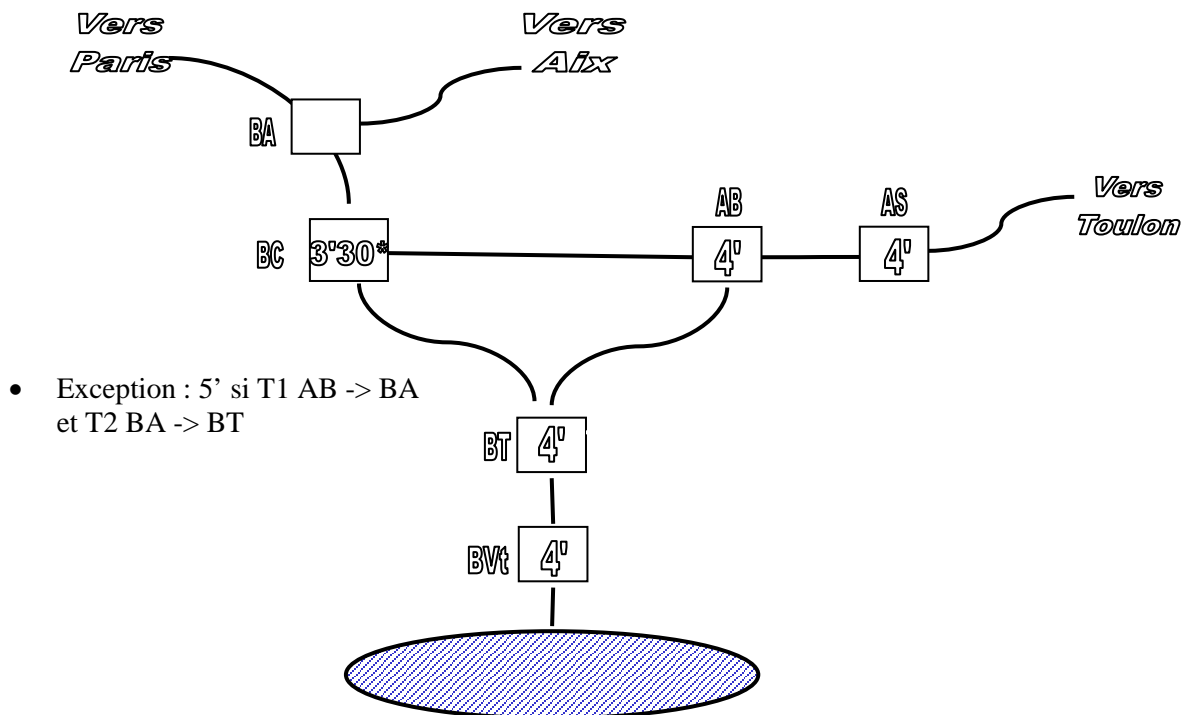 Vers
Paris
Vers
Aix
BA
AB
AS
Vers
Toulon
BC
3'30*
4'
4'
• Exception : 5’ si T1 AB -> BA
et T2 BA -> BT
BT
4'
BVt
4'